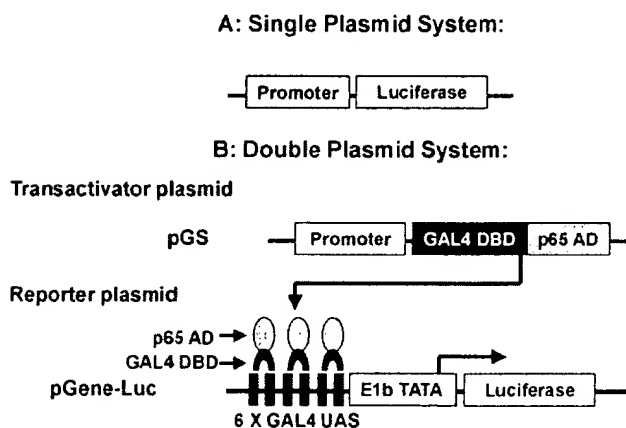 A: Single Plasmid System:
Promoter Luciferase
B: Double Plasmid System:
Transactivator plasmid
pGS Promoter GAL4 DBD p65 AD
Reporter plasmid
p65 AD
GAL4 DBD
pGene-Luc E1b TATA Luciferase
6 X GAL4 UAS